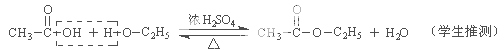 CH₃—C(=O)—OH + H—O—C₂H₅ ⇌(浓H₂SO₄, △) CH₃—C(=O)—O—C₂H₅ + H₂O (学生推测)